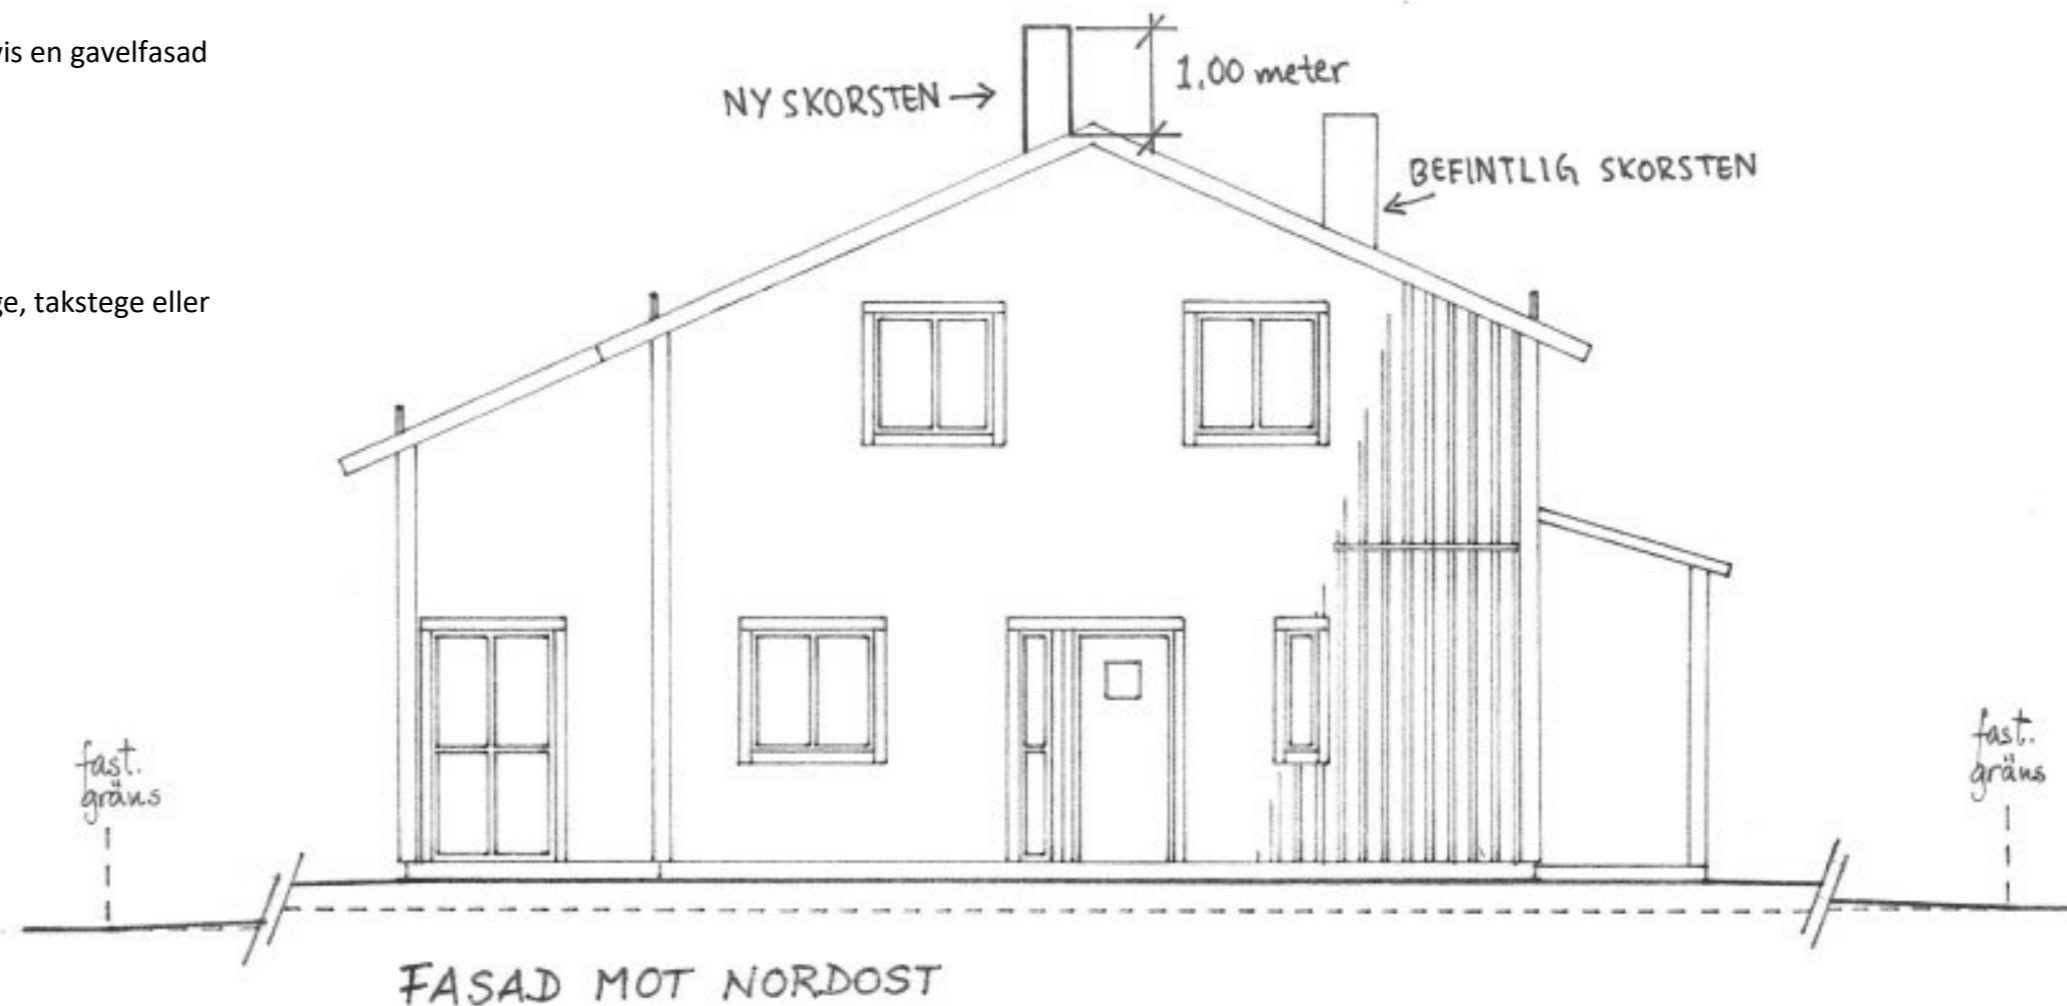 vis en gavelfasad
1,00 meter
NY SKORSTEN
BEFINTLIG SKORSTEN
ge, takstege eller
fast.
gräns
fast.
gräns
FASAD MOT NORDOST